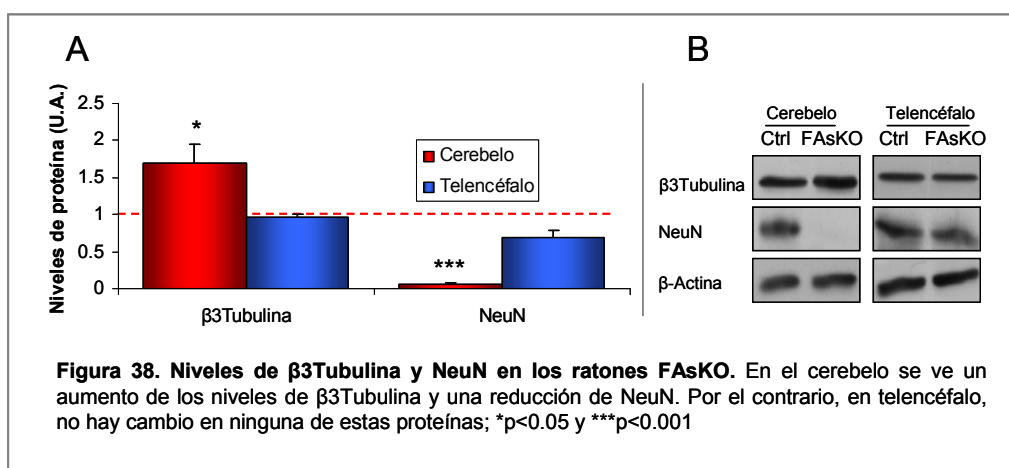 A
B
Niveles de proteína (U.A.)
2.5
2
1.5
1
0.5
0
*
***
Cerebelo
Telencéfalo
β3Tubulina
NeuN
Cerebelo
Telencéfalo
Ctrl FAsKO
Ctrl FAsKO
β3Tubulina
NeuN
β-Actina
Figura 38. Niveles de β3Tubulina y NeuN en los ratones FAsKO. En el cerebelo se ve un
aumento de los niveles de β3Tubulina y una reducción de NeuN. Por el contrario, en telencéfalo,
no hay cambio en ninguna de estas proteínas; *p<0.05 y ***p<0.001